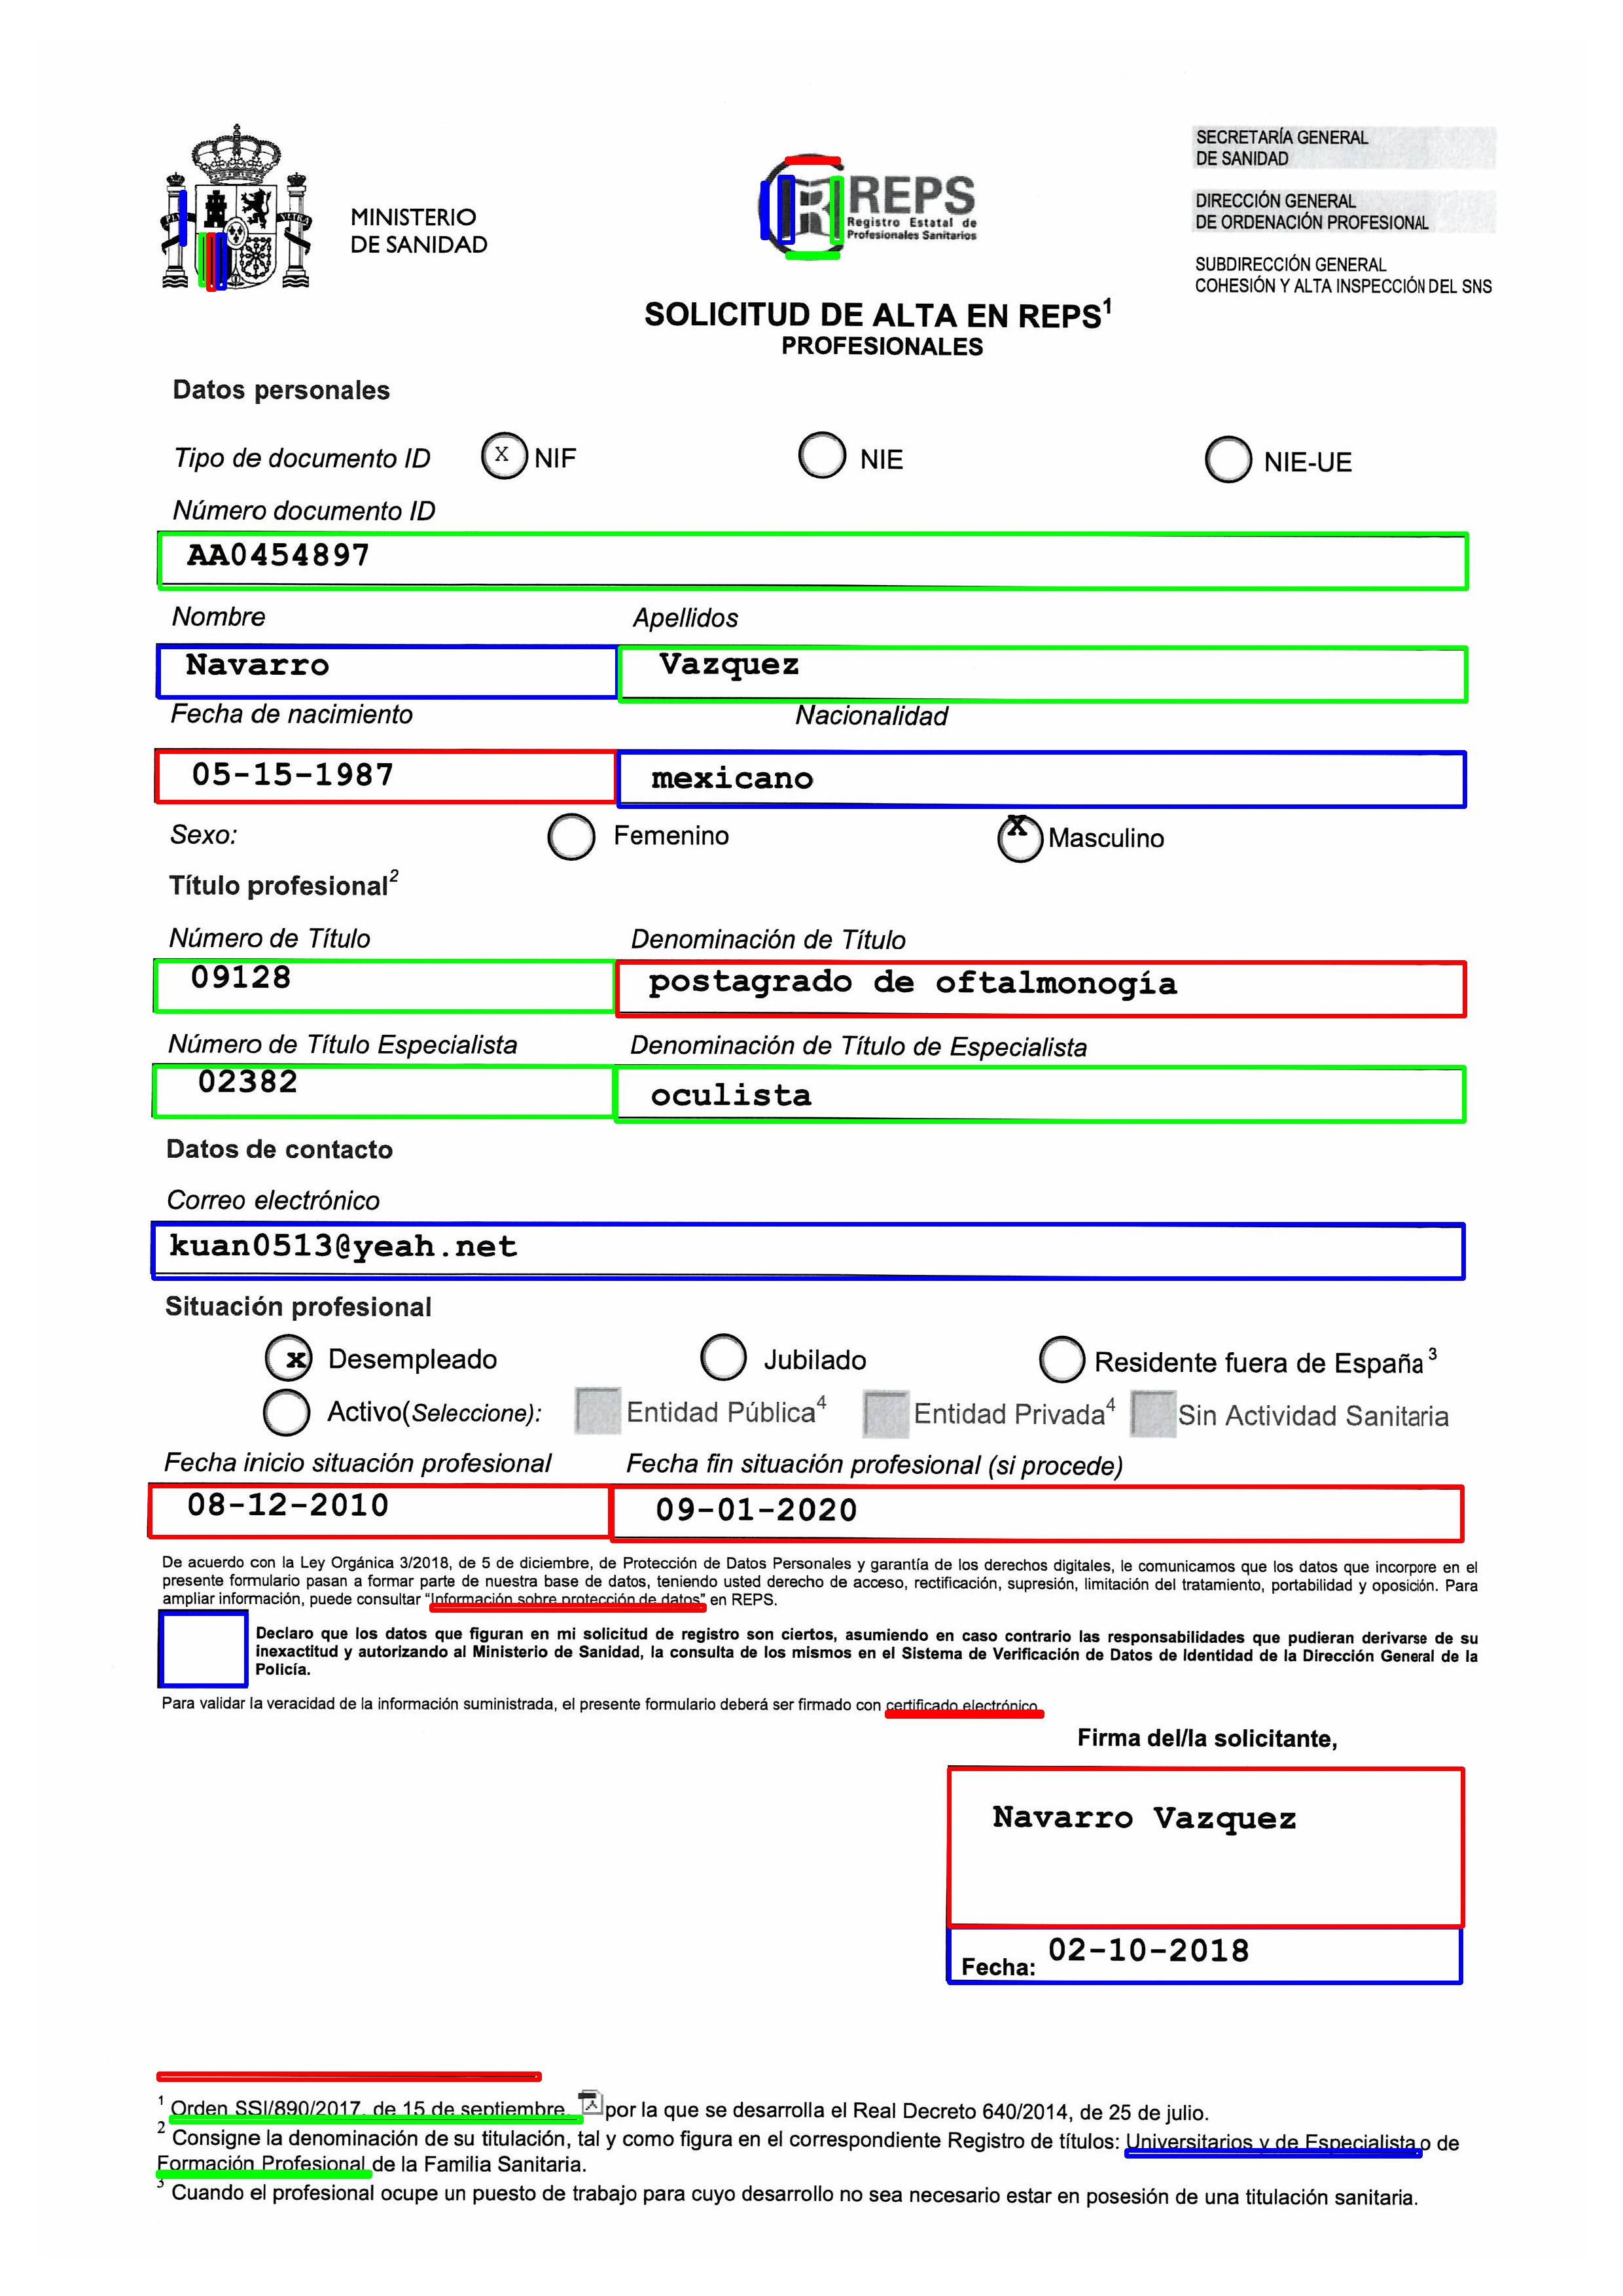 MINISTERIO
DE SANIDAD
REPS
Registro Estatal de
Profesionales Sanitarios
SECRETARÍA GENERAL
DE SANIDAD
DIRECCIÓN GENERAL
DE ORDENACIÓN PROFESIONAL
SUBDIRECCIÓN GENERAL
COHESIÓN Y ALTA INSPECCIÓN DEL SNS
SOLICITUD DE ALTA EN REPS¹
PROFESIONALES
Datos personales
Tipo de documento ID X NIF NIE NIE-UE
Número documento ID
AA0454897
Nombre Apellidos
Navarro Vazquez
Fecha de nacimiento Nacionalidad
05-15-1987 mexicano
Sexo: Femenino X Masculino
Título profesional²
Número de Título Denominación de Título
09128 postagrado de oftalmonogía
Número de Título Especialista Denominación de Título de Especialista
02382 oculista
Datos de contacto
Correo electrónico
kuan0513@yeah.net
Situación profesional
x Desempleado Jubilado Residente fuera de España³
Activo(Seleccione): Entidad Pública⁴ Entidad Privada⁴ Sin Actividad Sanitaria
Fecha inicio situación profesional Fecha fin situación profesional (si procede)
08-12-2010 09-01-2020
De acuerdo con la Ley Orgánica 3/2018, de 5 de diciembre, de Protección de Datos Personales y garantía de los derechos digitales, le comunicamos que los datos que incorpore en el
presente formulario pasan a formar parte de nuestra base de datos, teniendo usted derecho de acceso, rectificación, supresión, limitación del tratamiento, portabilidad y oposición. Para
ampliar información, puede consultar "Información sobre protección de datos" en REPS.
Declaro que los datos que figuran en mi solicitud de registro son ciertos, asumiendo en caso contrario las responsabilidades que pudieran derivarse de su
inexactitud y autorizando al Ministerio de Sanidad, la consulta de los mismos en el Sistema de Verificación de Datos de Identidad de la Dirección General de la
Policía.
Para validar la veracidad de la información suministrada, el presente formulario deberá ser firmado con certificado electrónico.
Firma del/la solicitante,
Navarro Vazquez
Fecha: 02-10-2018
¹ Orden SSI/890/2017, de 15 de septiembre, por la que se desarrolla el Real Decreto 640/2014, de 25 de julio.
² Consigne la denominación de su titulación, tal y como figura en el correspondiente Registro de títulos: Universitarios y de Especialista o de
Formación Profesional de la Familia Sanitaria.
³ Cuando el profesional ocupe un puesto de trabajo para cuyo desarrollo no sea necesario estar en posesión de una titulación sanitaria.